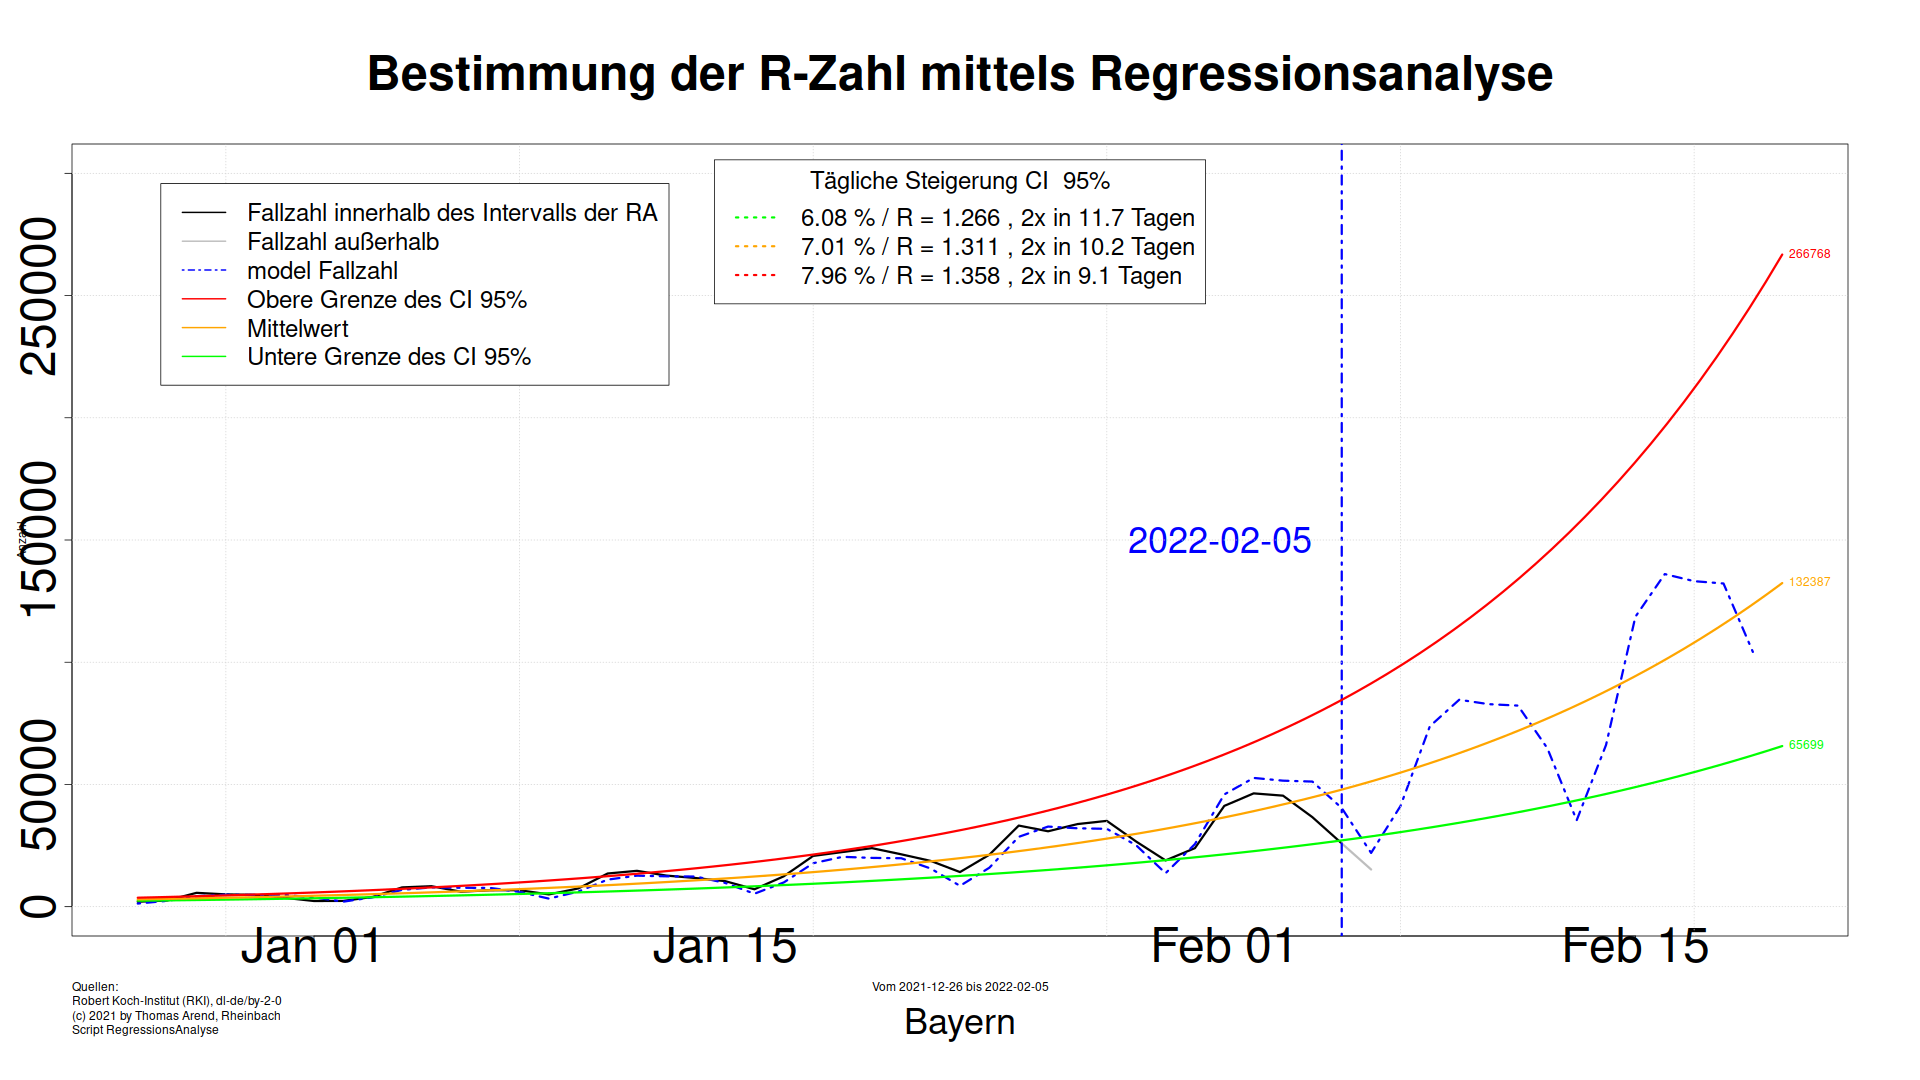 Bestimmung der R-Zahl mittels Regressionsanalyse
Fallzahl innerhalb des Intervalls der RA
Fallzahl außerhalb
model Fallzahl
Obere Grenze des CI 95%
Mittelwert
Untere Grenze des CI 95%
Tägliche Steigerung CI  95%
6.08 % / R = 1.266 , 2x in 11.7 Tagen
7.01 % / R = 1.311 , 2x in 10.2 Tagen
7.96 % / R = 1.358 , 2x in 9.1 Tagen
266768
132387
65699
2022-02-05
250000
150000
50000
0
Anzahl
Jan 01
Jan 15
Feb 01
Feb 15
Quellen:
Robert Koch-Institut (RKI), dl-de/by-2-0
(c) 2021 by Thomas Arend, Rheinbach
Script RegressionsAnalyse
Vom 2021-12-26 bis 2022-02-05
Bayern